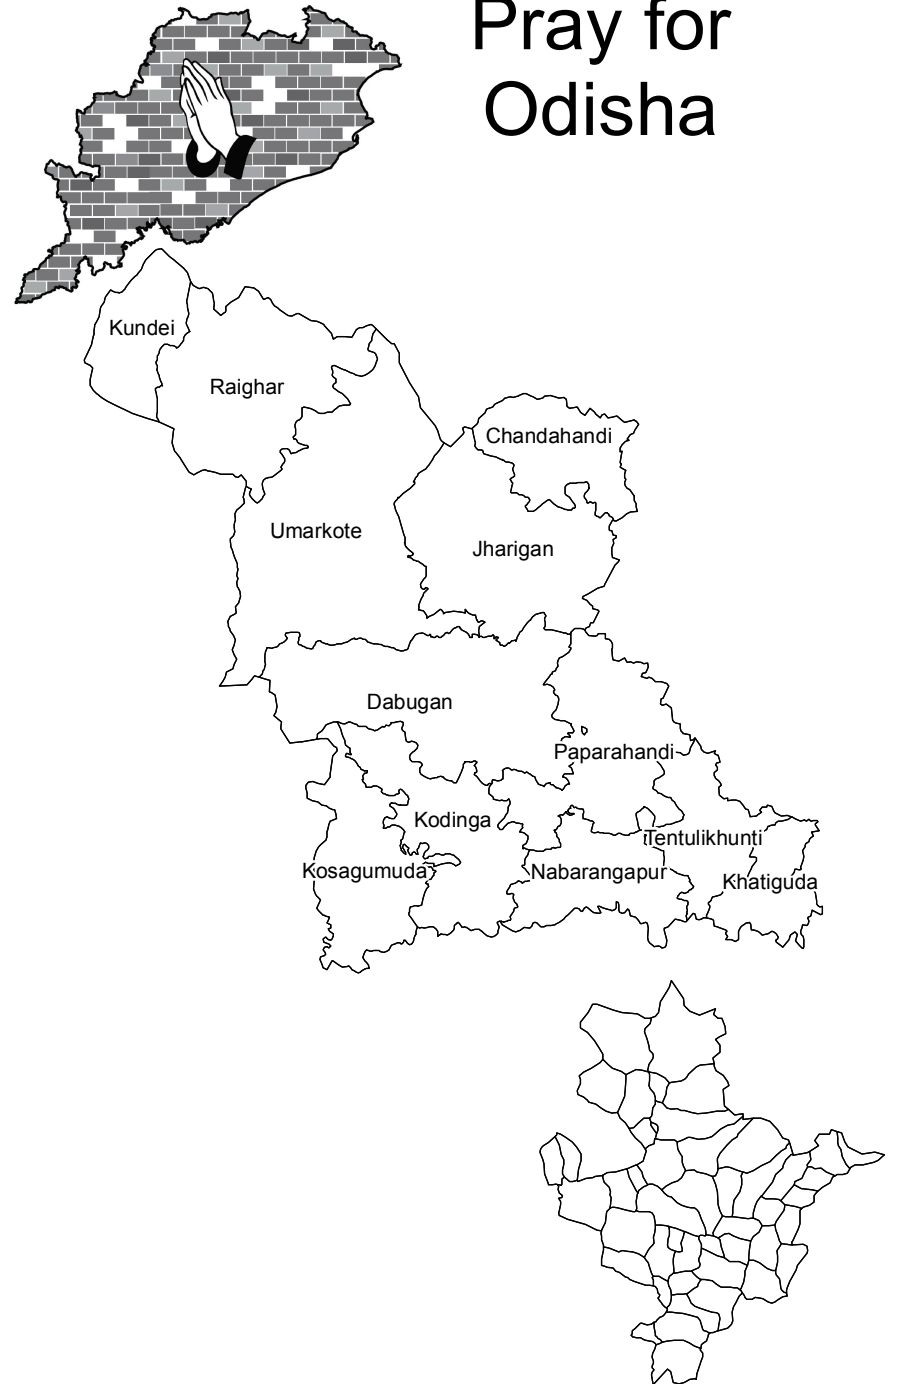 Pray for
Odisha
Kundei
Raighar
Chandahandi
Umarkote
Jharigan
Dabugan
Paparahandi
Kodinga
Tentulikhunti
Kosagumuda
Nabarangapur
Khatiguda